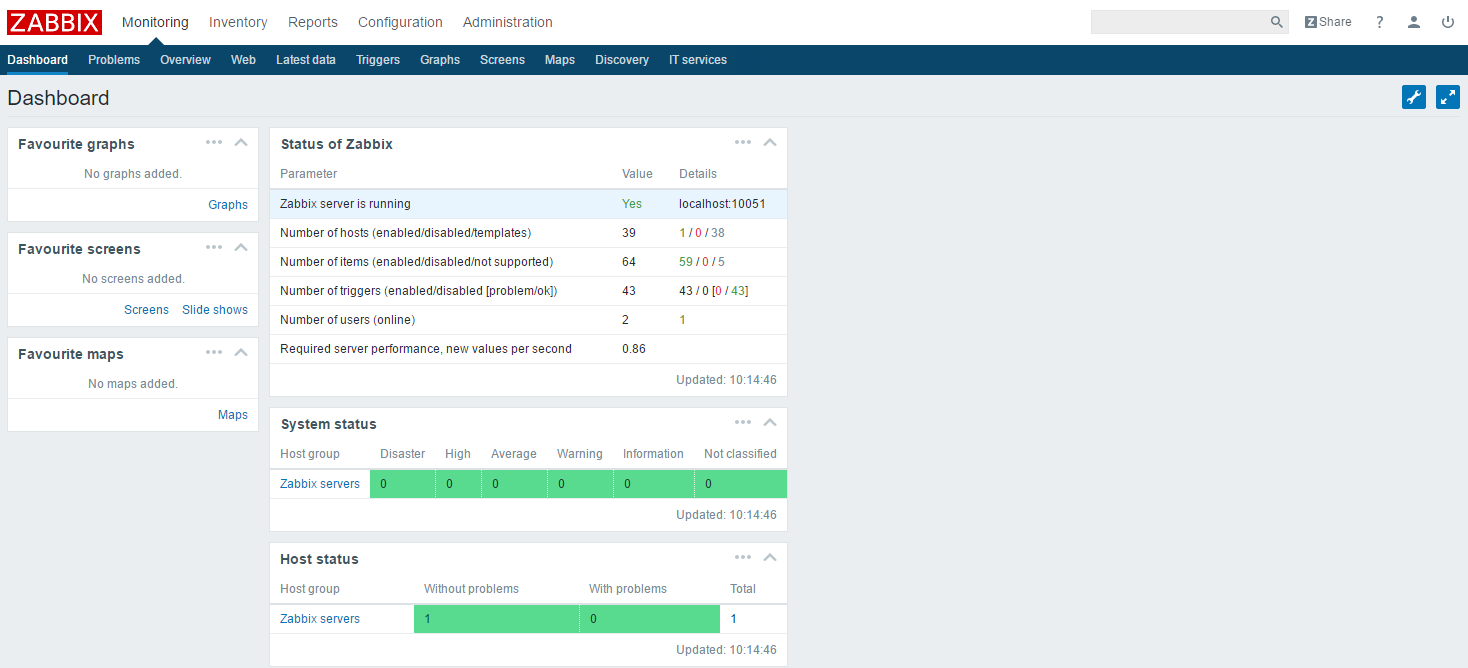 ZABBIX Monitoring Inventory Reports Configuration Administration Z Share ?
Dashboard Problems Overview Web Latest data Triggers Graphs Screens Maps Discovery IT services
Dashboard
Favourite graphs
No graphs added.
Graphs
Favourite screens
No screens added.
Screens Slide shows
Favourite maps
No maps added.
Maps
Status of Zabbix
Parameter Value Details
Zabbix server is running Yes localhost:10051
Number of hosts (enabled/disabled/templates) 39 1 / 0 / 38
Number of items (enabled/disabled/not supported) 64 59 / 0 / 5
Number of triggers (enabled/disabled [problem/ok]) 43 43 / 0 [0 / 43]
Number of users (online) 2 1
Required server performance, new values per second 0.86
Updated: 10:14:46
System status
Host group Disaster High Average Warning Information Not classified
Zabbix servers 0 0 0 0 0 0
Updated: 10:14:46
Host status
Host group Without problems With problems Total
Zabbix servers 1 0 1
Updated: 10:14:46